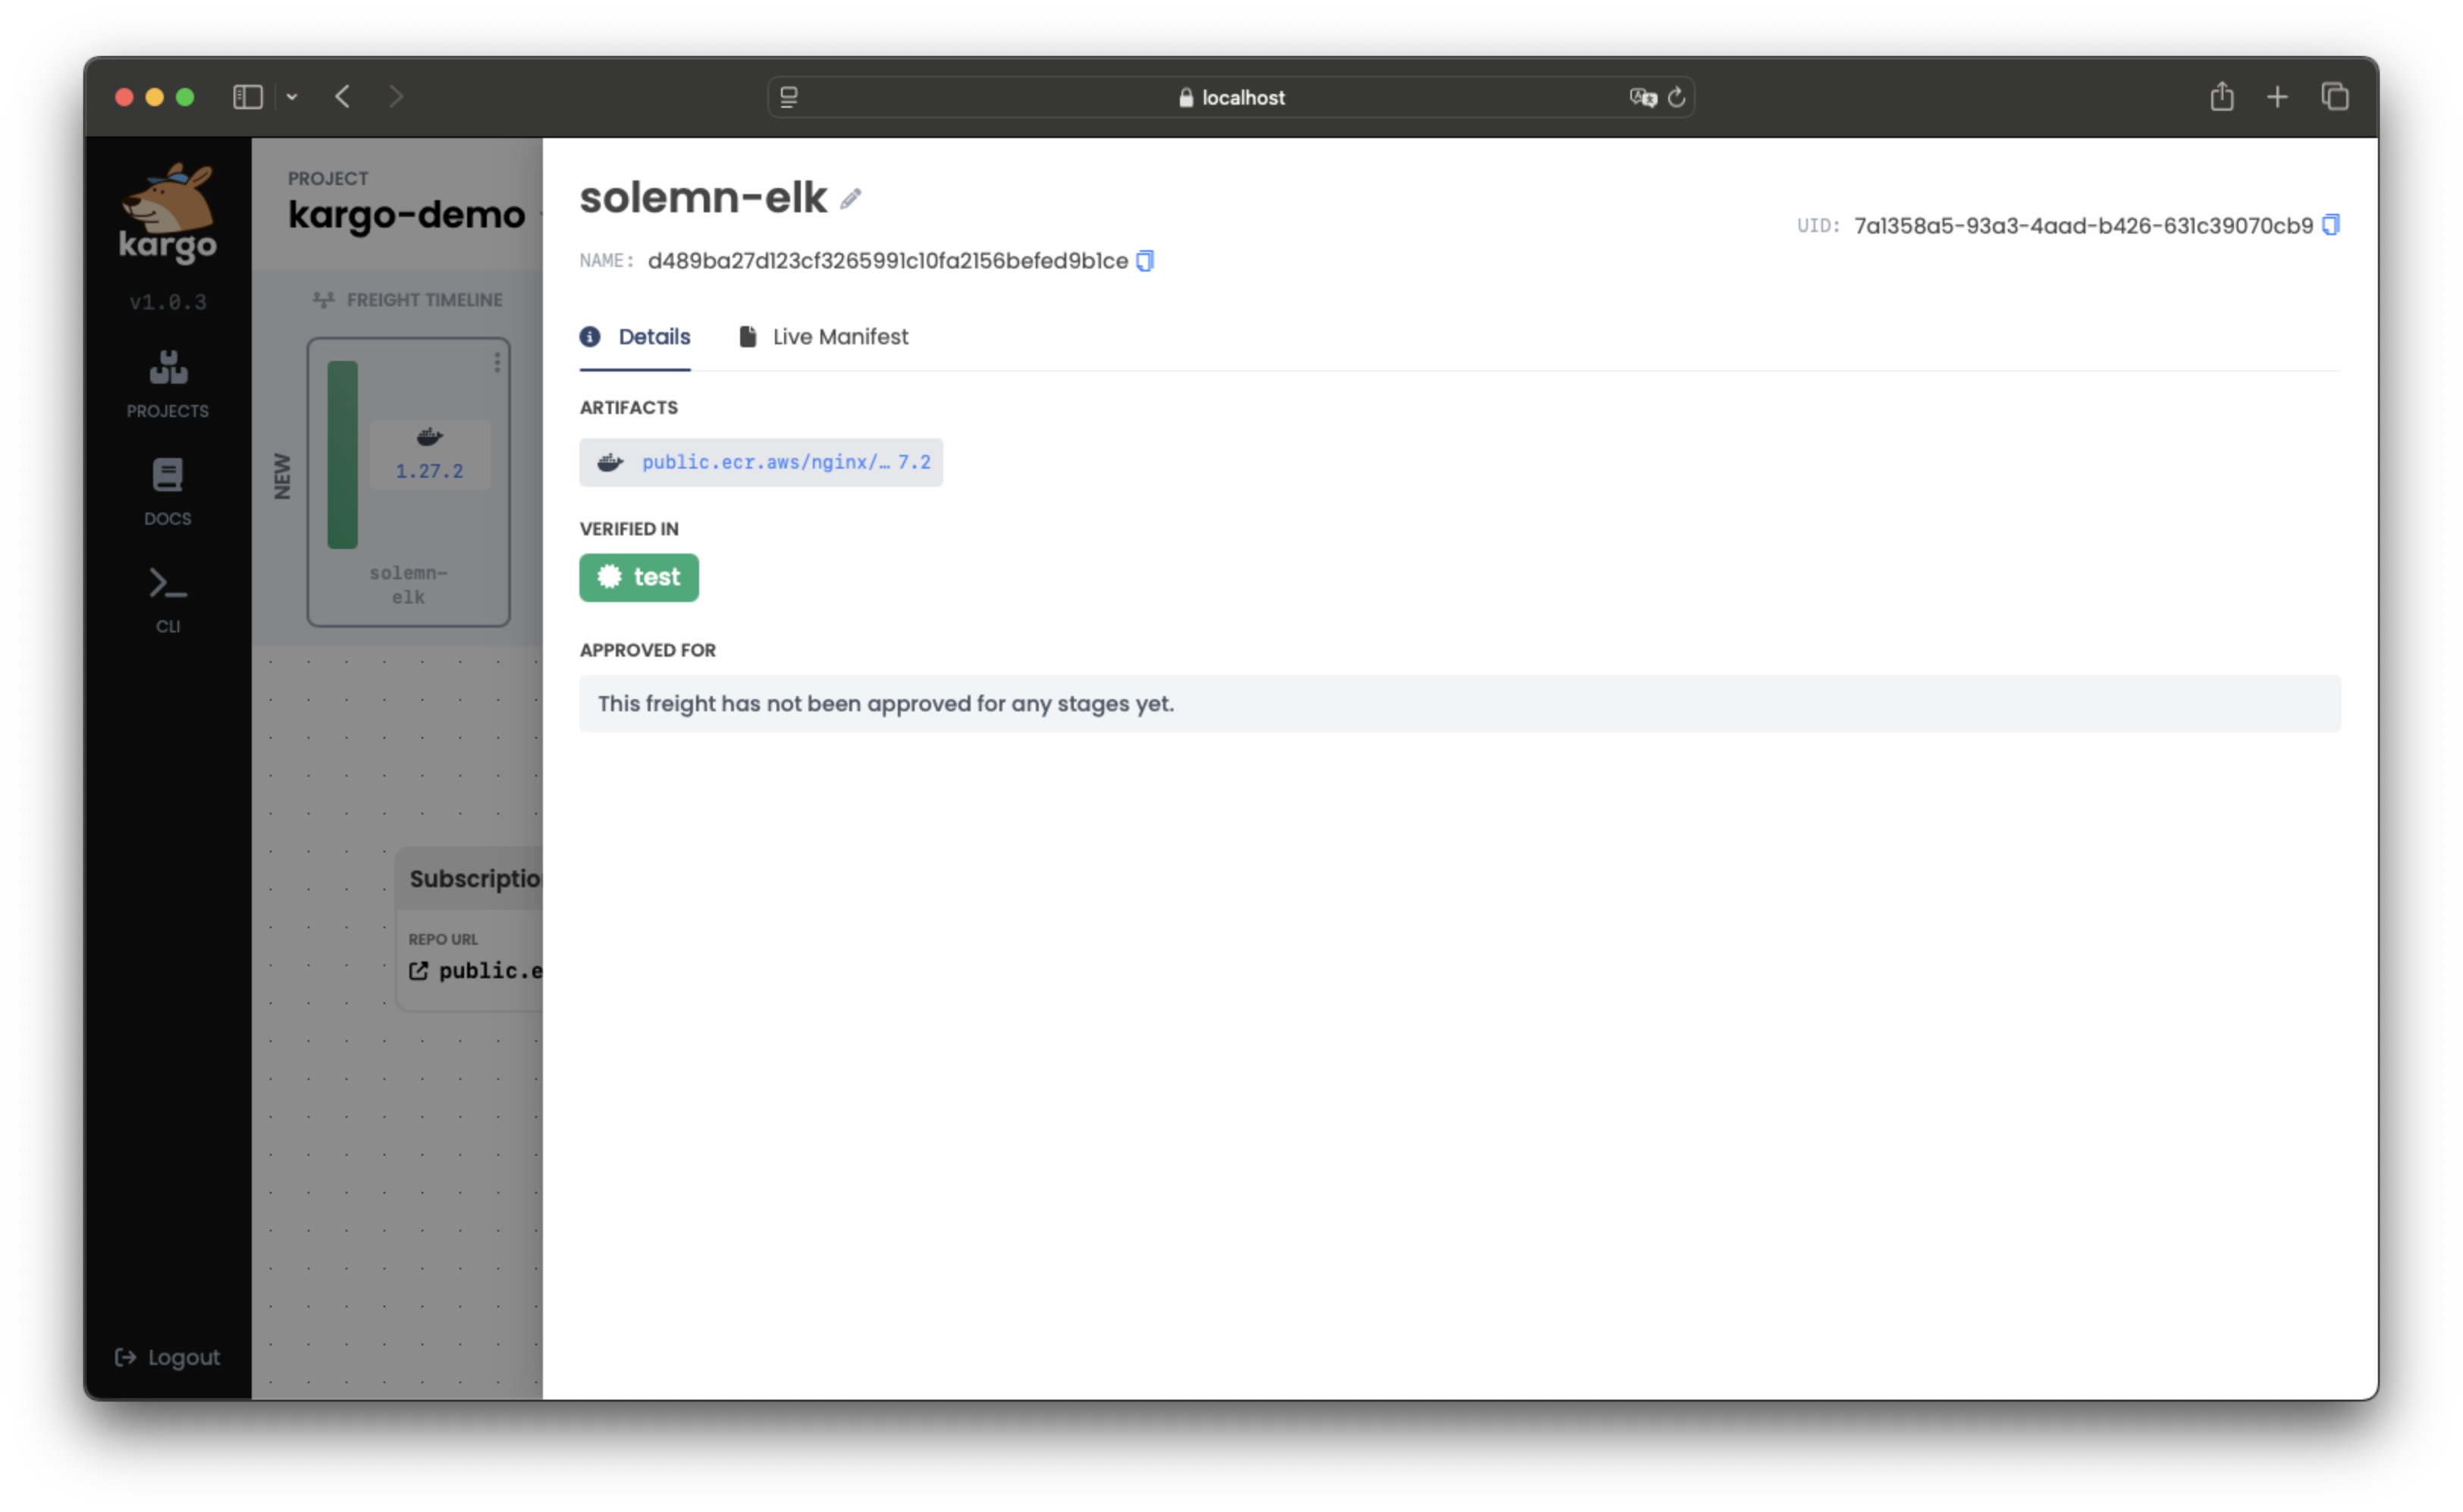 localhost
kargo
v1.0.3
PROJECTS
DOCS
CLI
Logout
PROJECT
kargo-demo
FREIGHT TIMELINE
NEW
1.27.2
solemn-
elk
Subscriptio
REPO URL
public.e
solemn-elk
NAME: d489ba27d123cf3265991c10fa2156befed9b1ce
UID: 7a1358a5-93a3-4aad-b426-631c39070cb9
Details
Live Manifest
ARTIFACTS
public.ecr.aws/nginx/… 7.2
VERIFIED IN
test
APPROVED FOR
This freight has not been approved for any stages yet.